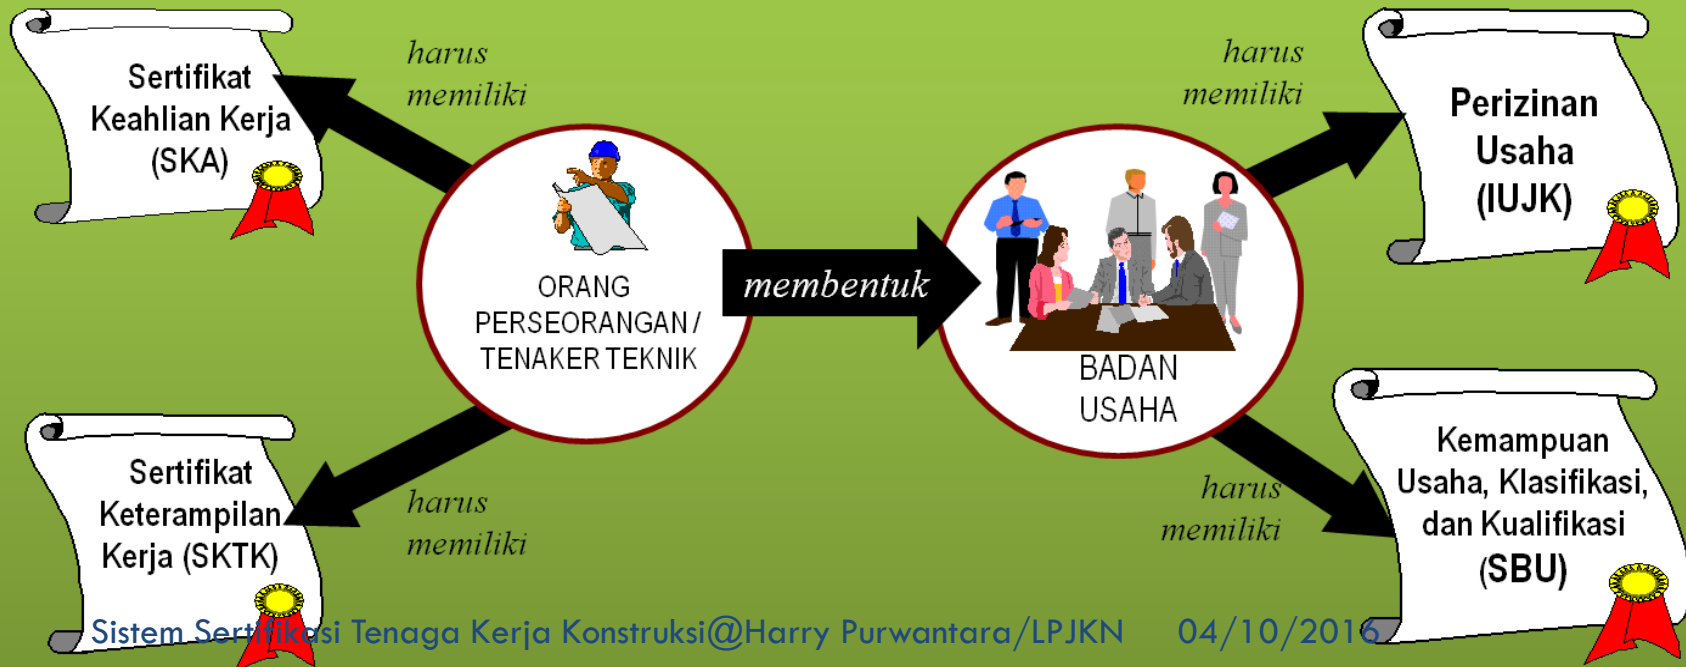 Sertifikat
Keahlian Kerja
(SKA)
harus
memiliki
harus
memiliki
Perizinan
Usaha
(IUJK)
ORANG
PERSEORANGAN /
TENAKER TEKNIK
membentuk
BADAN
USAHA
Sertifikat
Keterampilan
Kerja (SKTK)
harus
memiliki
harus
memiliki
Kemampuan
Usaha, Klasifikasi,
dan Kualifikasi
(SBU)
Sistem Sertifikasi Tenaga Kerja Konstruksi@Harry Purwantara/LPJKN 04/10/2016